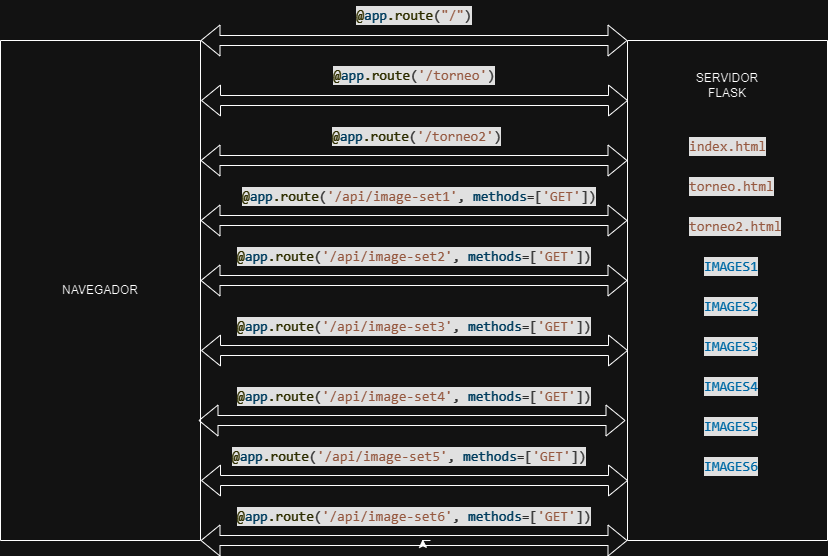 @app.route("/")
@app.route('/torneo')
@app.route('/torneo2')
@app.route('/api/image-set1', methods=['GET'])
@app.route('/api/image-set2', methods=['GET'])
@app.route('/api/image-set3', methods=['GET'])
@app.route('/api/image-set4', methods=['GET'])
@app.route('/api/image-set5', methods=['GET'])
@app.route('/api/image-set6', methods=['GET'])
NAVEGADOR
SERVIDOR
FLASK
index.html
torneo.html
torneo2.html
IMAGES1
IMAGES2
IMAGES3
IMAGES4
IMAGES5
IMAGES6